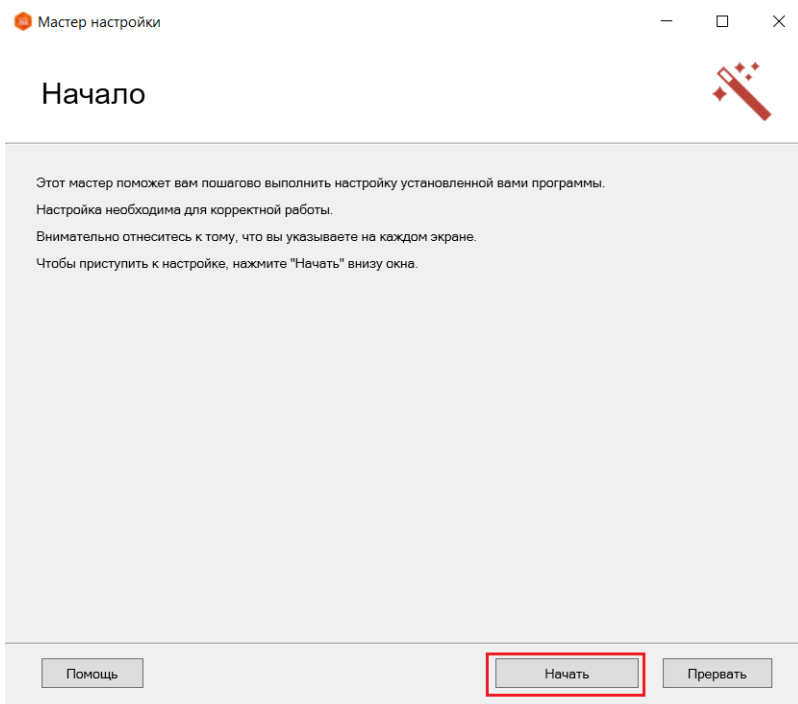 Мастер настройки
Начало
Этот мастер поможет вам пошагово выполнить настройку установленной вами программы.
Настройка необходима для корректной работы.
Внимательно отнеситесь к тому, что вы указываете на каждом экране.
Чтобы приступить к настройке, нажмите "Начать" внизу окна.
Помощь
Начать
Прервать